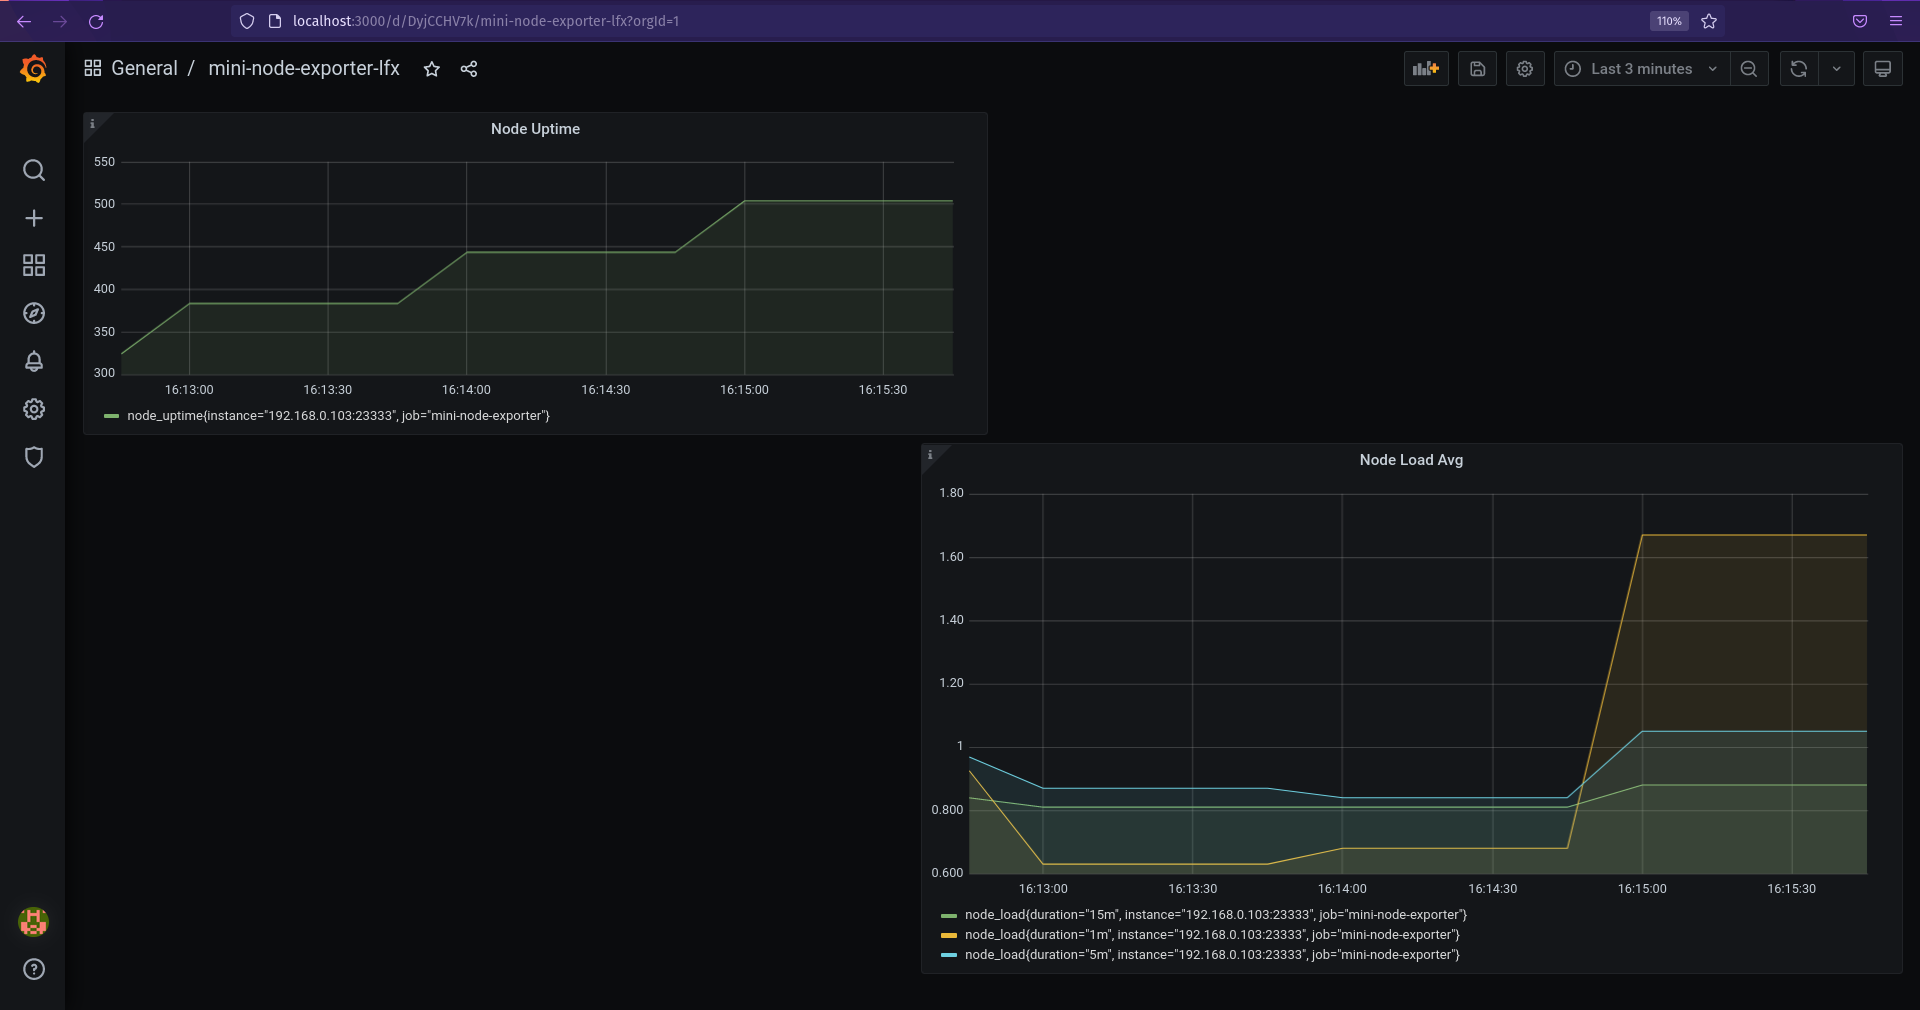 localhost:3000/d/DyjCCHV7k/mini-node-exporter-lfx?orgId=1
110%
General / mini-node-exporter-lfx
Last 3 minutes
i
Node Uptime
550
500
450
400
350
300
16:13:00 16:13:30 16:14:00 16:14:30 16:15:00 16:15:30
node_uptime{instance="192.168.0.103:23333", job="mini-node-exporter"}
i
Node Load Avg
1.80
1.60
1.40
1.20
1
0.800
0.600
16:13:00 16:13:30 16:14:00 16:14:30 16:15:00 16:15:30
node_load{duration="15m", instance="192.168.0.103:23333", job="mini-node-exporter"}
node_load{duration="1m", instance="192.168.0.103:23333", job="mini-node-exporter"}
node_load{duration="5m", instance="192.168.0.103:23333", job="mini-node-exporter"}